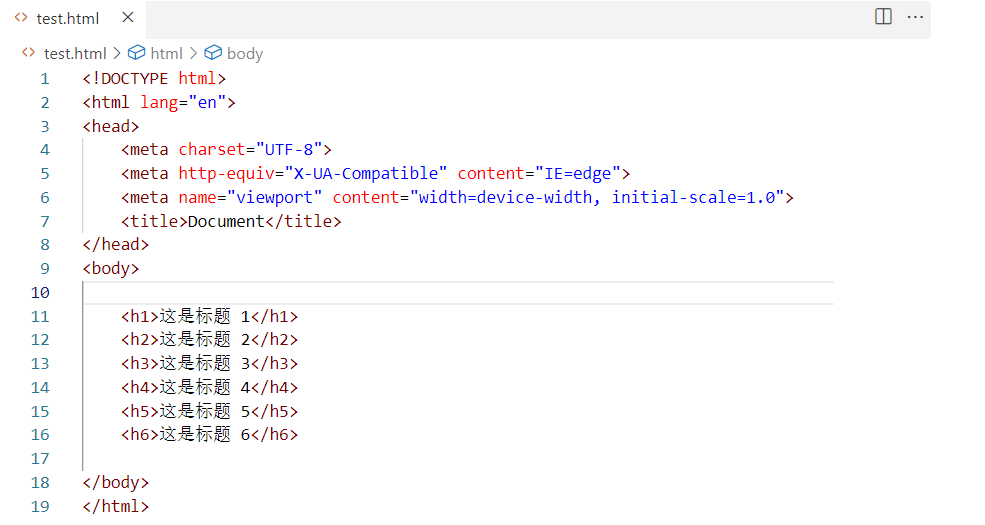 test.html
test.html > html > body
1 <!DOCTYPE html>
2 <html lang="en">
3 <head>
4     <meta charset="UTF-8">
5     <meta http-equiv="X-UA-Compatible" content="IE=edge">
6     <meta name="viewport" content="width=device-width, initial-scale=1.0">
7     <title>Document</title>
8 </head>
9 <body>
10
11     <h1>这是标题 1</h1>
12     <h2>这是标题 2</h2>
13     <h3>这是标题 3</h3>
14     <h4>这是标题 4</h4>
15     <h5>这是标题 5</h5>
16     <h6>这是标题 6</h6>
17
18 </body>
19 </html>